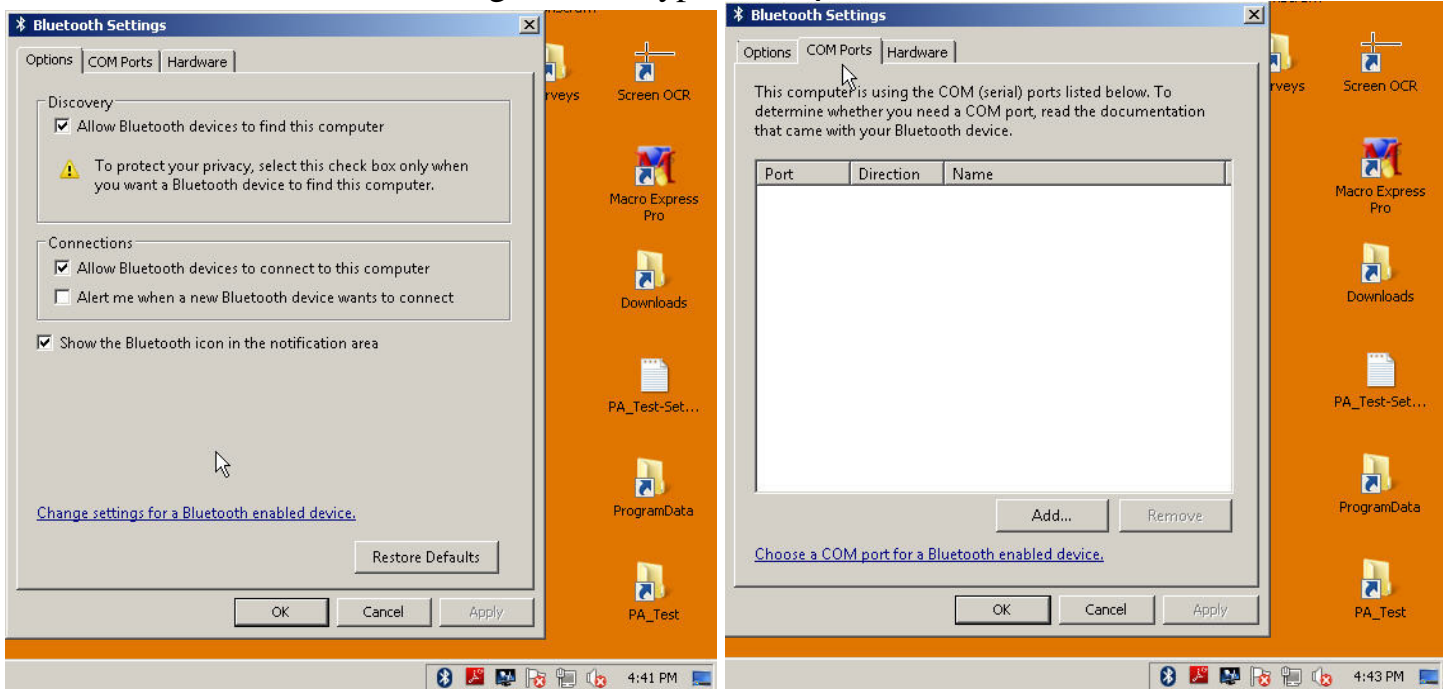 Bluetooth Settings
Options
COM Ports
Hardware
Discovery
Allow Bluetooth devices to find this computer
To protect your privacy, select this check box only when
you want a Bluetooth device to find this computer.
Connections
Allow Bluetooth devices to connect to this computer
Alert me when a new Bluetooth device wants to connect
Show the Bluetooth icon in the notification area
Change settings for a Bluetooth enabled device.
Restore Defaults
OK
Cancel
Apply
rveys
Screen OCR
Macro Express
Pro
Downloads
PA_Test-Set...
ProgramData
PA_Test
4:41 PM
Bluetooth Settings
Options
COM Ports
Hardware
This computer is using the COM (serial) ports listed below. To
determine whether you need a COM port, read the documentation
that came with your Bluetooth device.
Port
Direction
Name
Add...
Remove
Choose a COM port for a Bluetooth enabled device.
OK
Cancel
Apply
rveys
Screen OCR
Macro Express
Pro
Downloads
PA_Test-Set...
ProgramData
PA_Test
4:43 PM